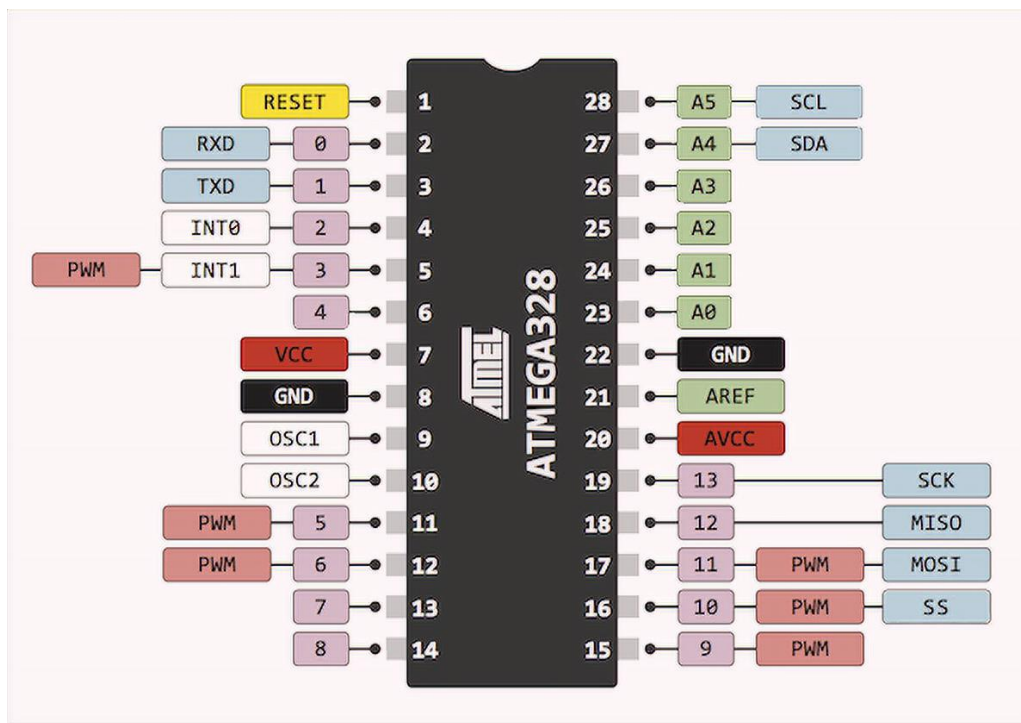 RESET 1 28 A5 SCL
RXD 0 2 27 A4 SDA
TXD 1 3 26 A3
INT0 2 4 25 A2
PWM INT1 3 5 24 A1
4 6 23 A0
VCC 7 22 GND
GND 8 21 AREF
OSC1 9 20 AVCC
OSC2 10 19 13 SCK
PWM 5 11 18 12 MISO
PWM 6 12 17 11 PWM MOSI
7 13 16 10 PWM SS
8 14 15 9 PWM
ATMEL
ATMEGA328